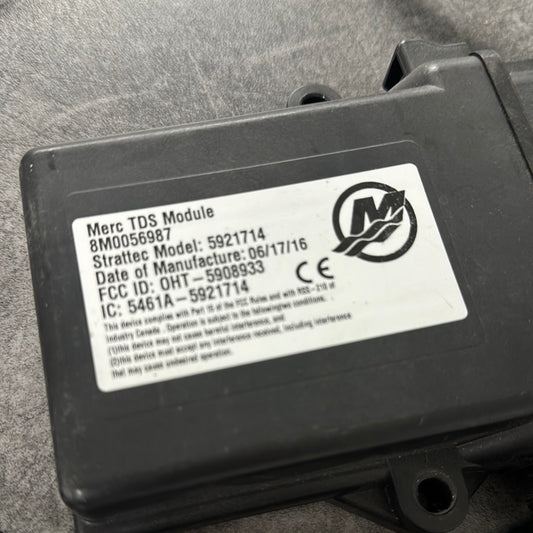 Merc TDS Module
8M0056987
Strattec Model: 5921714
Date of Manufacture: 06/17/16
FCC ID: OHT-5908933
IC: 5461A-5921714
CE
M
This device complies with Part 15 of the FCC Rules and with RSS-210 of
Industry Canada. Operation is subject to the following two conditions:
(1)this device may not cause harmful interference, and
(2)this device must accept any interference received, including interference
that may cause undesired operation.